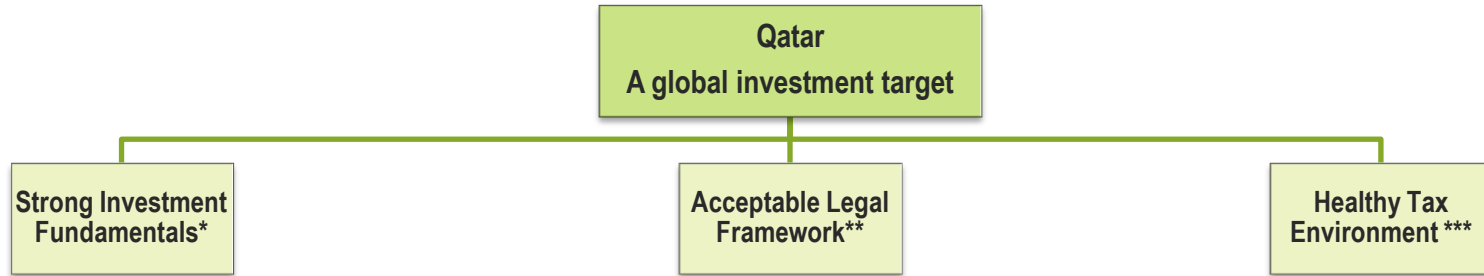 Qatar
A global investment target
Strong Investment
Fundamentals*
Acceptable Legal
Framework**
Healthy Tax
Environment ***